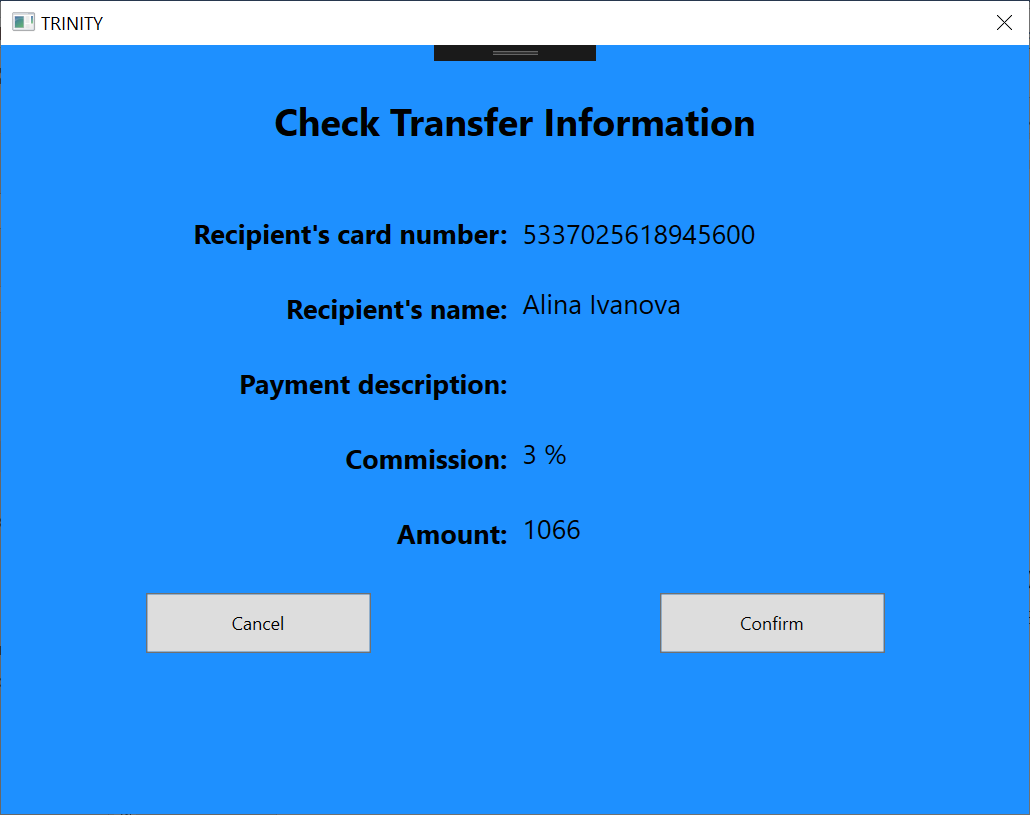 TRINITY
Check Transfer Information
Recipient's card number: 5337025618945600
Recipient's name: Alina Ivanova
Payment description:
Commission: 3 %
Amount: 1066
Cancel Confirm